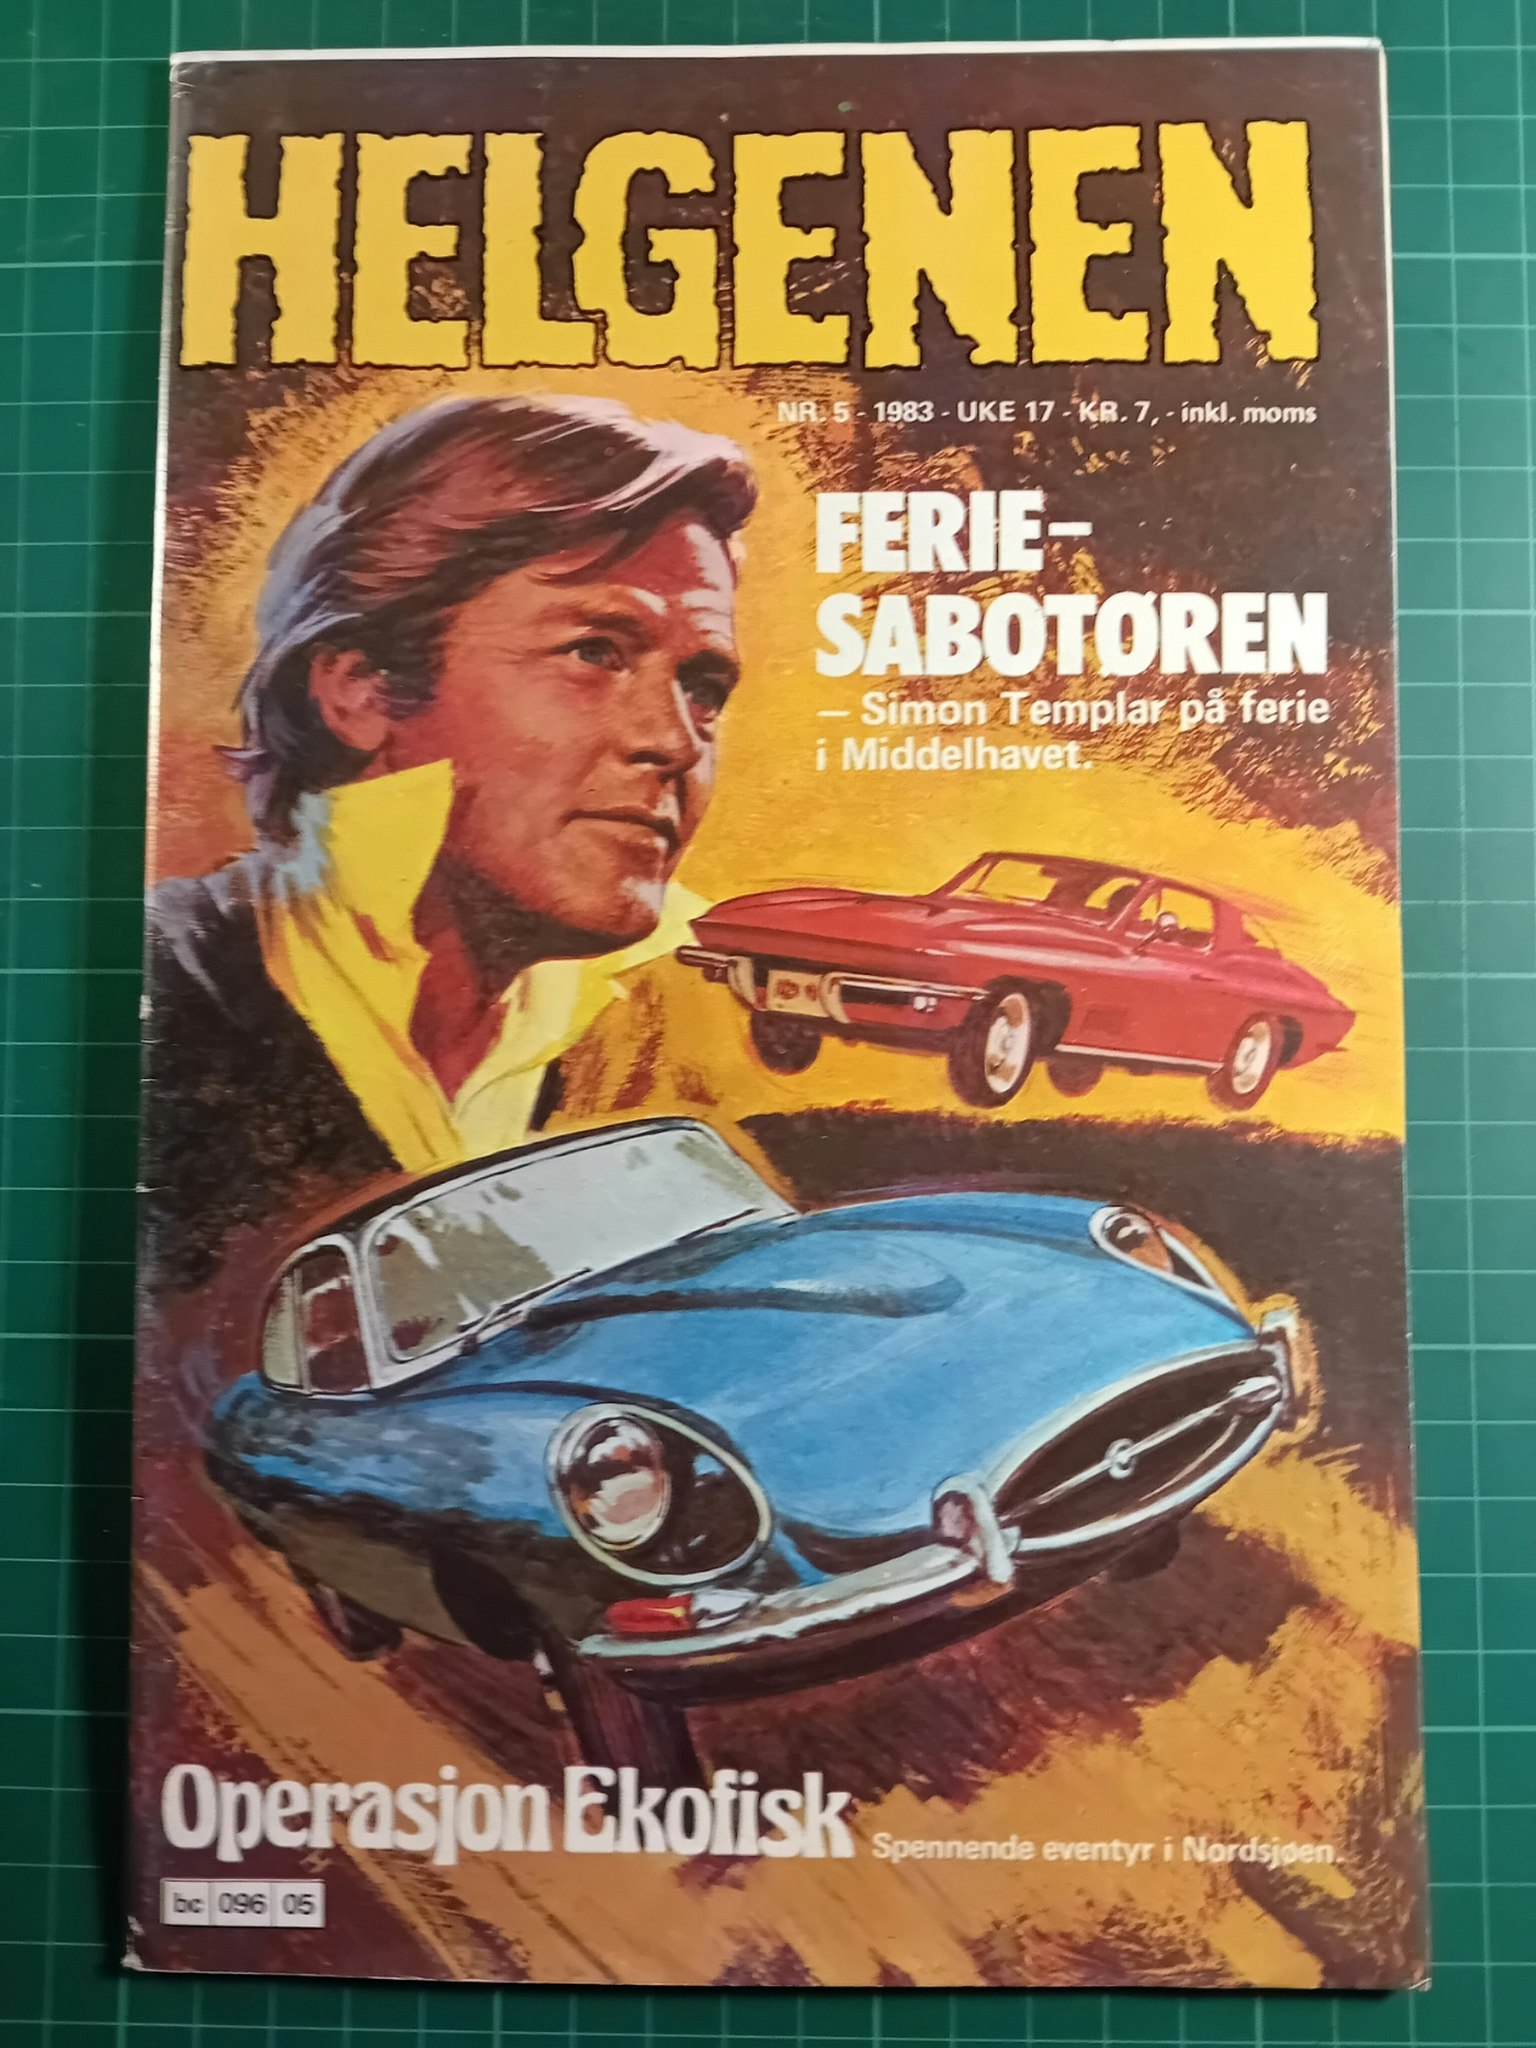 HELGENEN
NR. 5 - 1983 - UKE 17 - KR. 7, - inkl. moms
FERIE-
SABOTØREN
– Simon Templar på ferie
i Middelhavet.
Operasjon Ekofisk
Spennende eventyr i Nordsjøen.
bc 096 05